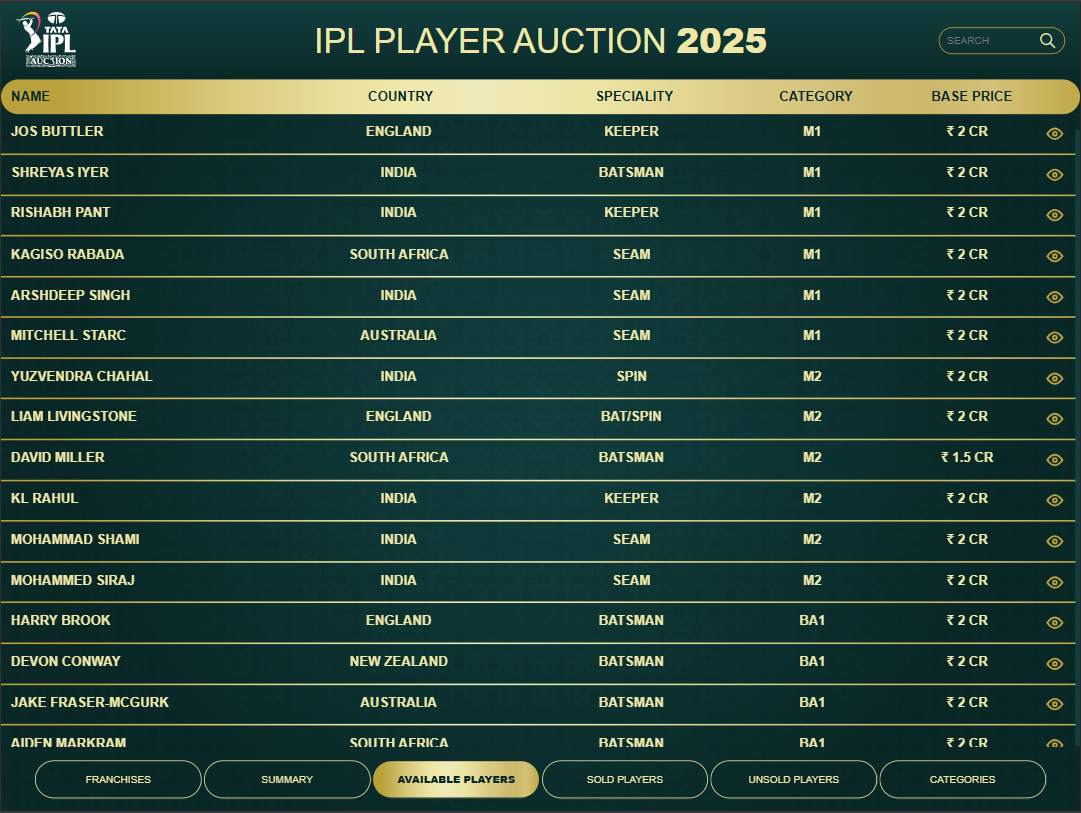 TATA
IPL
AUCTION
IPL PLAYER AUCTION 2025
SEARCH
NAME COUNTRY SPECIALITY CATEGORY BASE PRICE
JOS BUTTLER ENGLAND KEEPER M1 ₹ 2 CR
SHREYAS IYER INDIA BATSMAN M1 ₹ 2 CR
RISHABH PANT INDIA KEEPER M1 ₹ 2 CR
KAGISO RABADA SOUTH AFRICA SEAM M1 ₹ 2 CR
ARSHDEEP SINGH INDIA SEAM M1 ₹ 2 CR
MITCHELL STARC AUSTRALIA SEAM M1 ₹ 2 CR
YUZVENDRA CHAHAL INDIA SPIN M2 ₹ 2 CR
LIAM LIVINGSTONE ENGLAND BAT/SPIN M2 ₹ 2 CR
DAVID MILLER SOUTH AFRICA BATSMAN M2 ₹ 1.5 CR
KL RAHUL INDIA KEEPER M2 ₹ 2 CR
MOHAMMAD SHAMI INDIA SEAM M2 ₹ 2 CR
MOHAMMED SIRAJ INDIA SEAM M2 ₹ 2 CR
HARRY BROOK ENGLAND BATSMAN BA1 ₹ 2 CR
DEVON CONWAY NEW ZEALAND BATSMAN BA1 ₹ 2 CR
JAKE FRASER-MCGURK AUSTRALIA BATSMAN BA1 ₹ 2 CR
AIDEN MARKRAM SOUTH AFRICA BATSMAN BA1 ₹ 2 CR
FRANCHISES SUMMARY AVAILABLE PLAYERS SOLD PLAYERS UNSOLD PLAYERS CATEGORIES